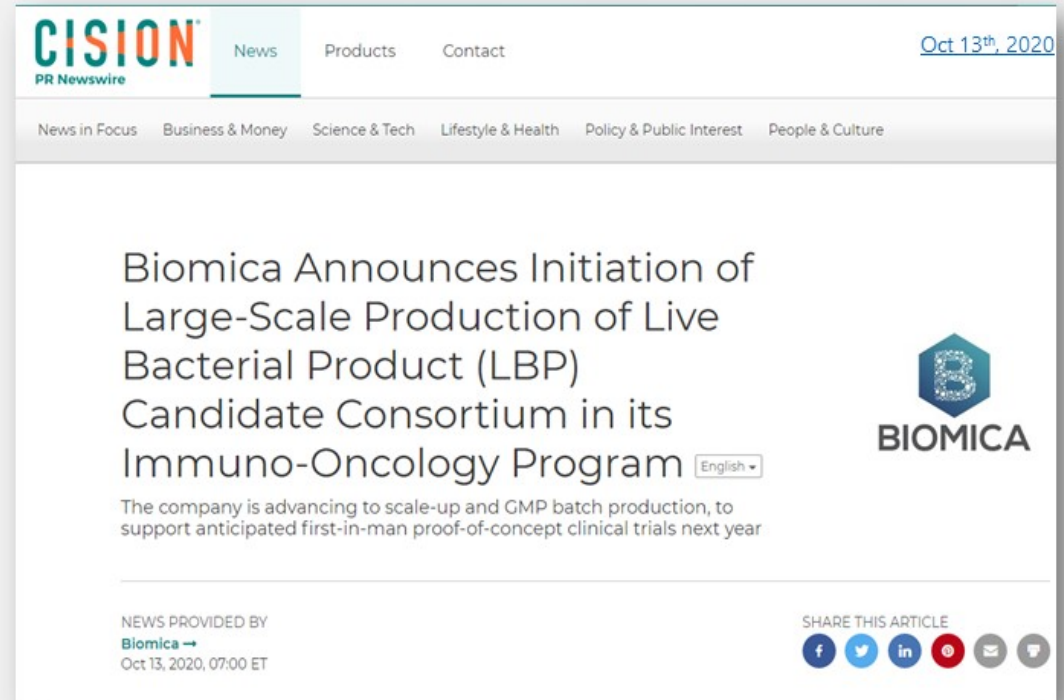 CISION
PR Newswire
News Products Contact
Oct 13th, 2020
News in Focus Business & Money Science & Tech Lifestyle & Health Policy & Public Interest People & Culture
Biomica Announces Initiation of
Large-Scale Production of Live
Bacterial Product (LBP)
Candidate Consortium in its
Immuno-Oncology Program English
The company is advancing to scale-up and GMP batch production, to
support anticipated first-in-man proof-of-concept clinical trials next year
B
BIOMICA
NEWS PROVIDED BY
Biomica →
Oct 13, 2020, 07:00 ET
SHARE THIS ARTICLE